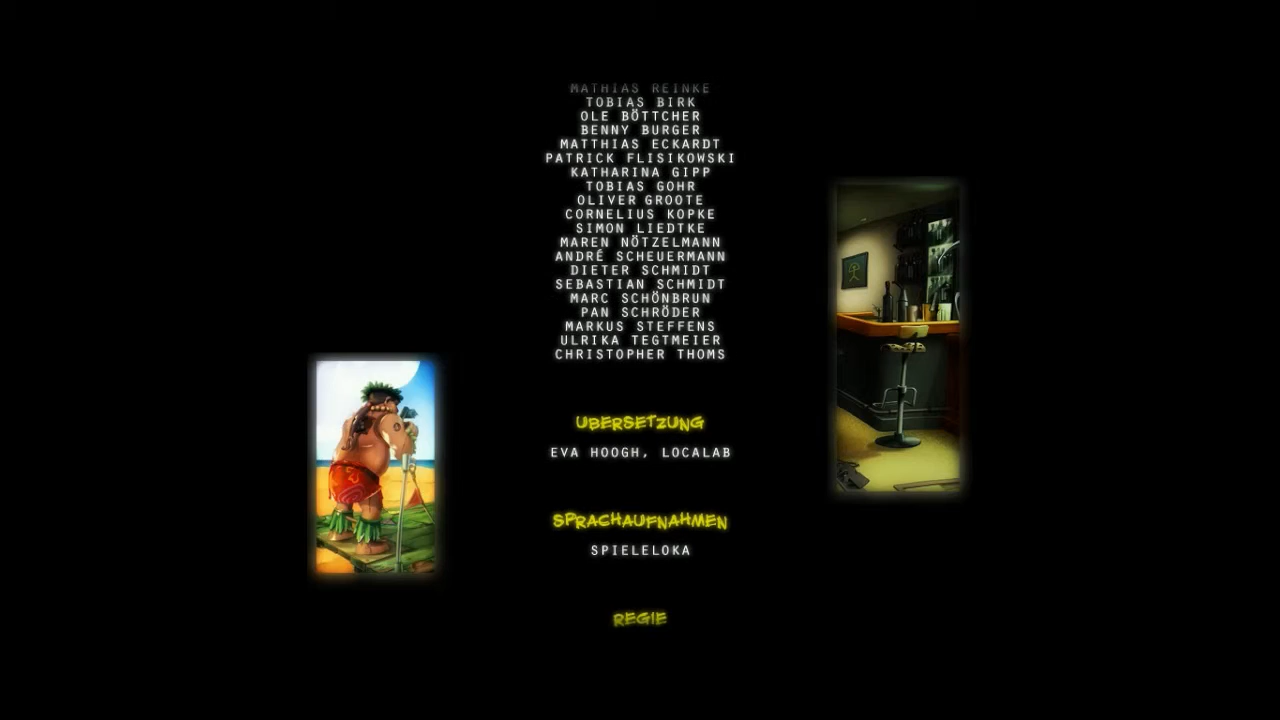 MATHIAS REINKE
TOBIAS BIRK
OLE BÖTTCHER
BENNY BURGER
MATTHIAS ECKARDT
PATRICK FLISIKOWSKI
KATHARINA GIPP
TOBIAS GOHR
OLIVER GROOTE
CORNELIUS KOPKE
SIMON LIEDTKE
MAREN NÖTZELMANN
ANDRÉ SCHEUERMANN
DIETER SCHMIDT
SEBASTIAN SCHMIDT
MARC SCHÖNBRUN
PAN SCHRÖDER
MARKUS STEFFENS
ULRIKA TEGTMEIER
CHRISTOPHER THOMS
UBERSETZUNG
EVA HOOGH, LOCALAB
SPRACHAUFNAHMEN
SPIELELOKA
REGIE